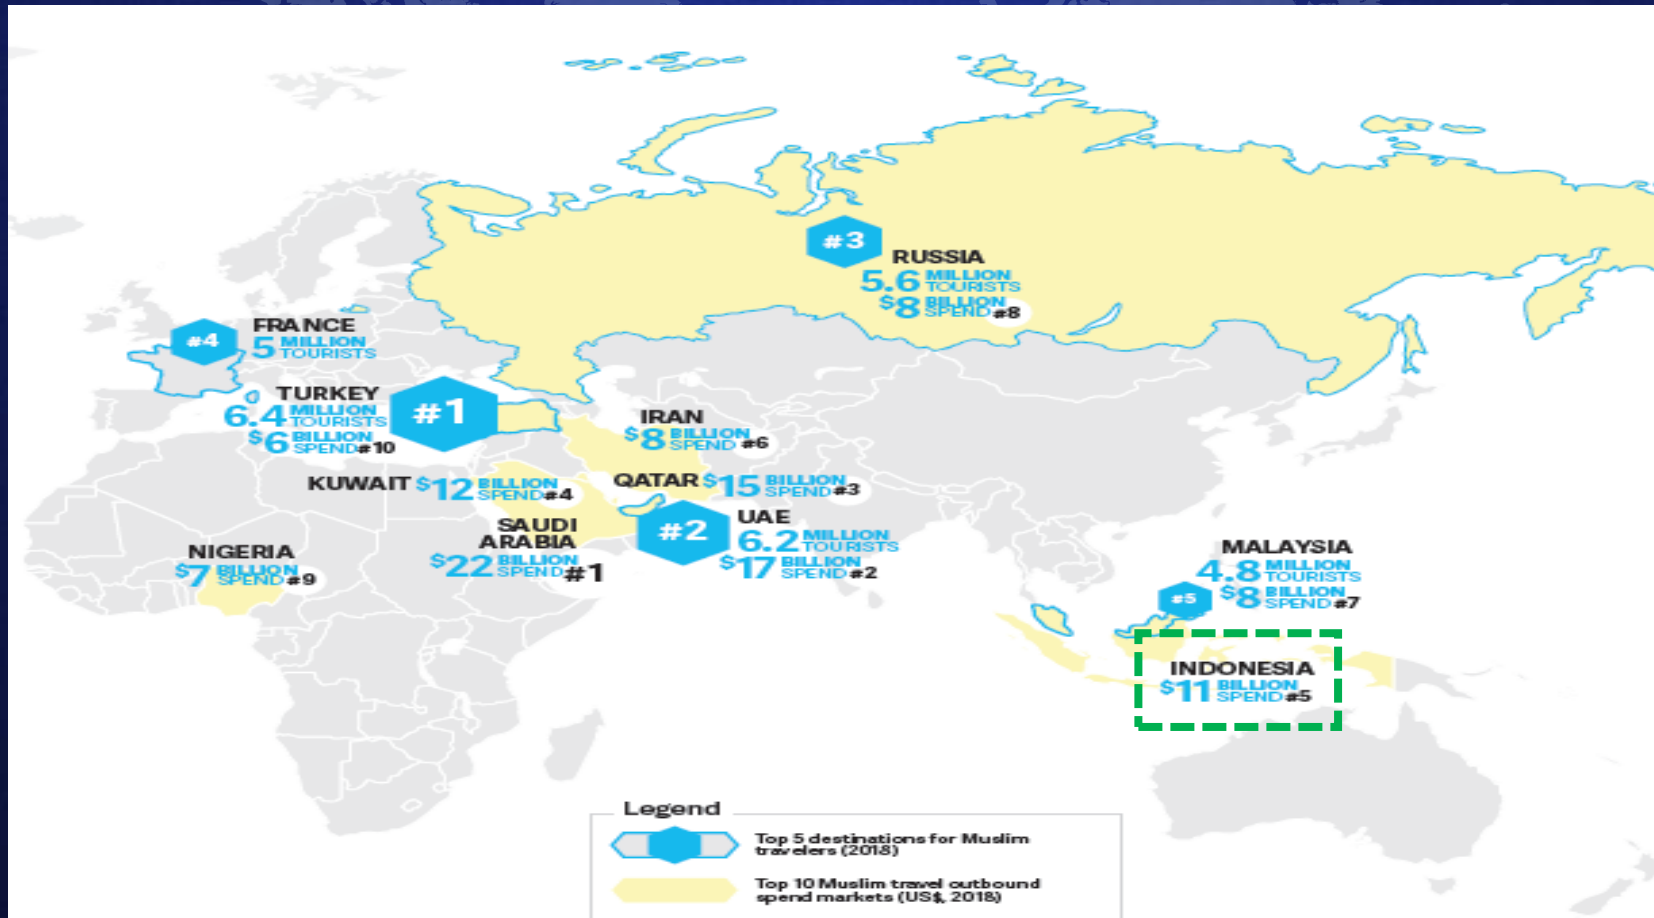 #3
RUSSIA
5.6 MILLION TOURISTS
$8 BILLION SPEND #8
#4
FRANCE
5 MILLION TOURISTS
TURKEY
6.4 MILLION TOURISTS
$6 BILLION SPEND #10
#1
IRAN
$8 BILLION SPEND #6
KUWAIT $12 BILLION SPEND #4
QATAR $15 BILLION SPEND #3
SAUDI
ARABIA
$22 BILLION SPEND #1
#2
UAE
6.2 MILLION TOURISTS
$17 BILLION SPEND #2
NIGERIA
$7 BILLION SPEND #9
MALAYSIA
4.8 MILLION TOURISTS
#5
$8 BILLION SPEND #7
INDONESIA
$11 BILLION SPEND #5
Legend
Top 5 destinations for Muslim
travelers (2018)
Top 10 Muslim travel outbound
spend markets (US$, 2018)